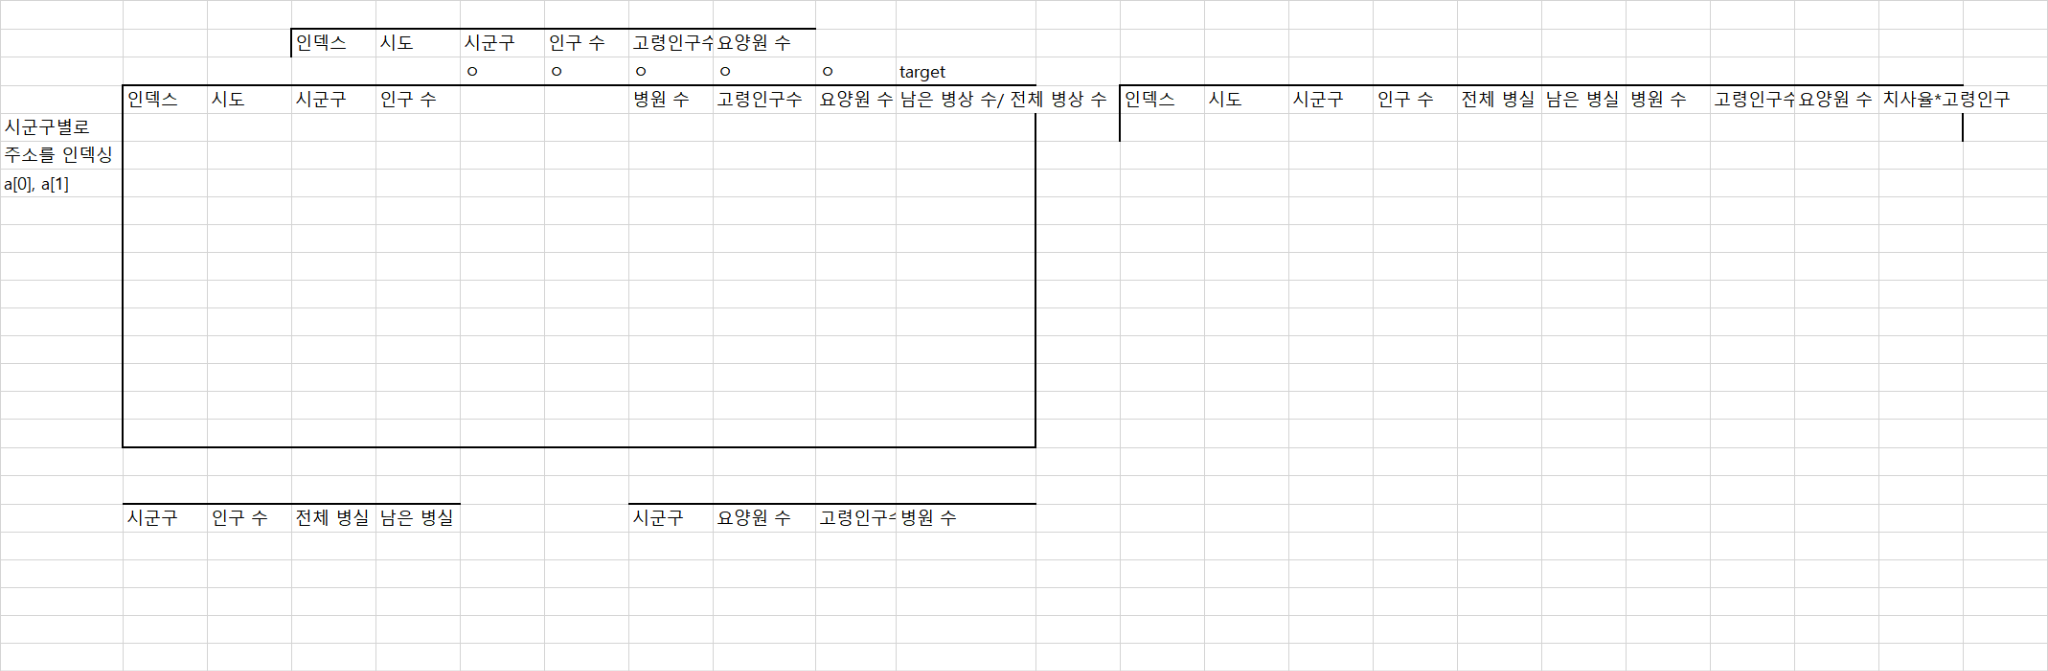 인덱스 시도 시군구 인구 수 고령인구수 요양원 수
ㅇ ㅇ ㅇ ㅇ ㅇ target
인덱스 시도 시군구 인구 수 병원 수 고령인구수 요양원 수 남은 병상 수/ 전체 병상 수 인덱스 시도 시군구 인구 수 전체 병실 남은 병실 병원 수 고령인구수 요양원 수 치사율*고령인구
시군구별로
주소를 인덱싱
a[0], a[1]
시군구 인구 수 전체 병실 남은 병실 시군구 요양원 수 고령인구수 병원 수